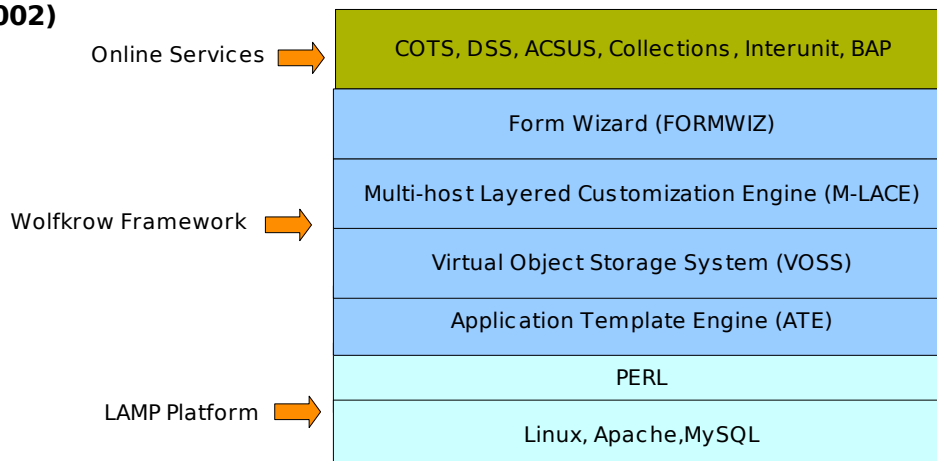 002)
Online Services
COTS, DSS, ACSUS, Collections, Interunit, BAP
Form Wizard (FORMWIZ)
Multi-host Layered Customization Engine (M-LACE)
Wolfkrow Framework
Virtual Object Storage System (VOSS)
Application Template Engine (ATE)
PERL
LAMP Platform
Linux, Apache,MySQL